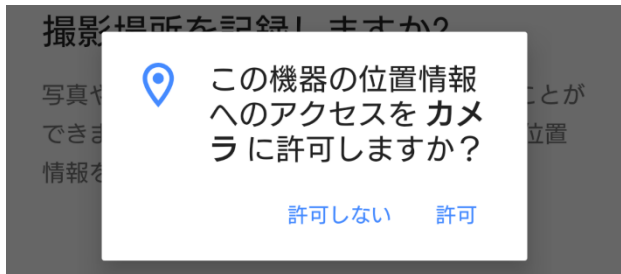 撮影場所を記録しますか?
この機器の位置情報
へのアクセスを カメ
ラ に許可しますか？
写真や
ことが
できま
位置
情報を
許可しない 許可